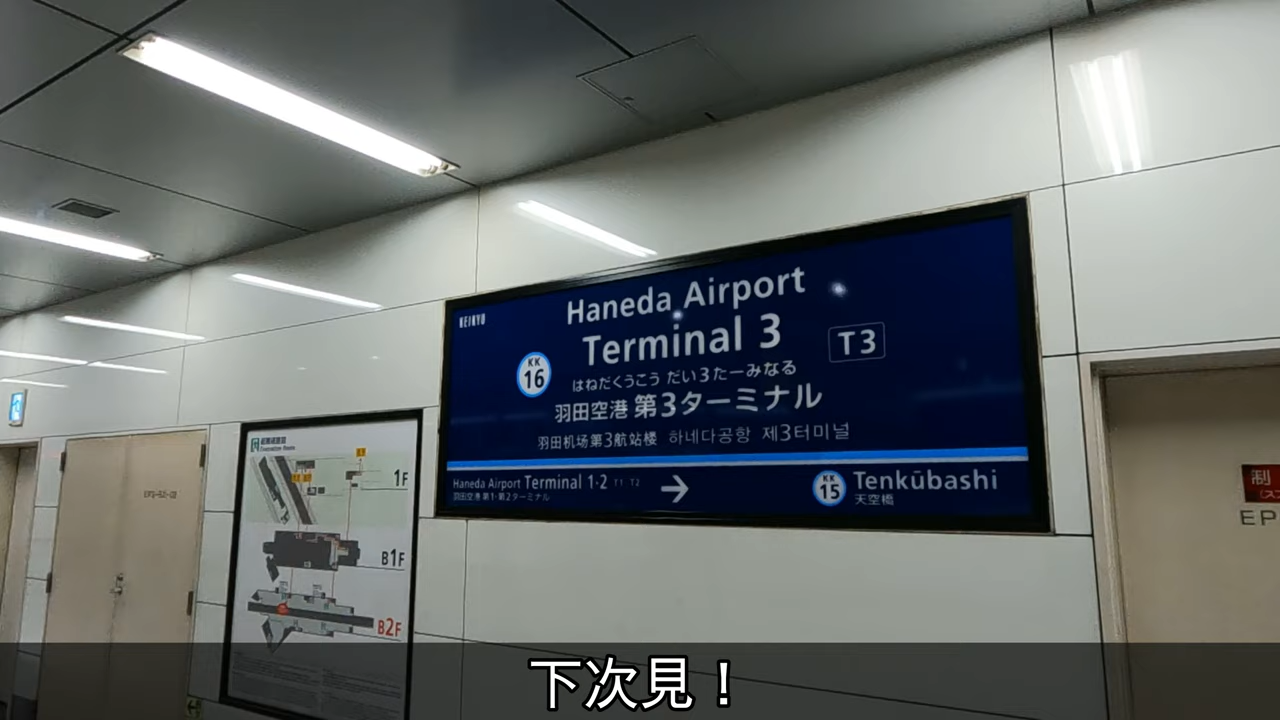 KEIKYU
Haneda Airport
Terminal 3
T3
KK
16
はねだくうこう だい3たーみなる
羽田空港 第3ターミナル
羽田机场第3航站楼 하네다공항 제3터미널
Haneda Airport Terminal 1·2 T1 T2
羽田空港 第1·第2ターミナル
→
KK
15
Tenkūbashi
天空橋
1F
B1F
B2F
制
EP
下次見！